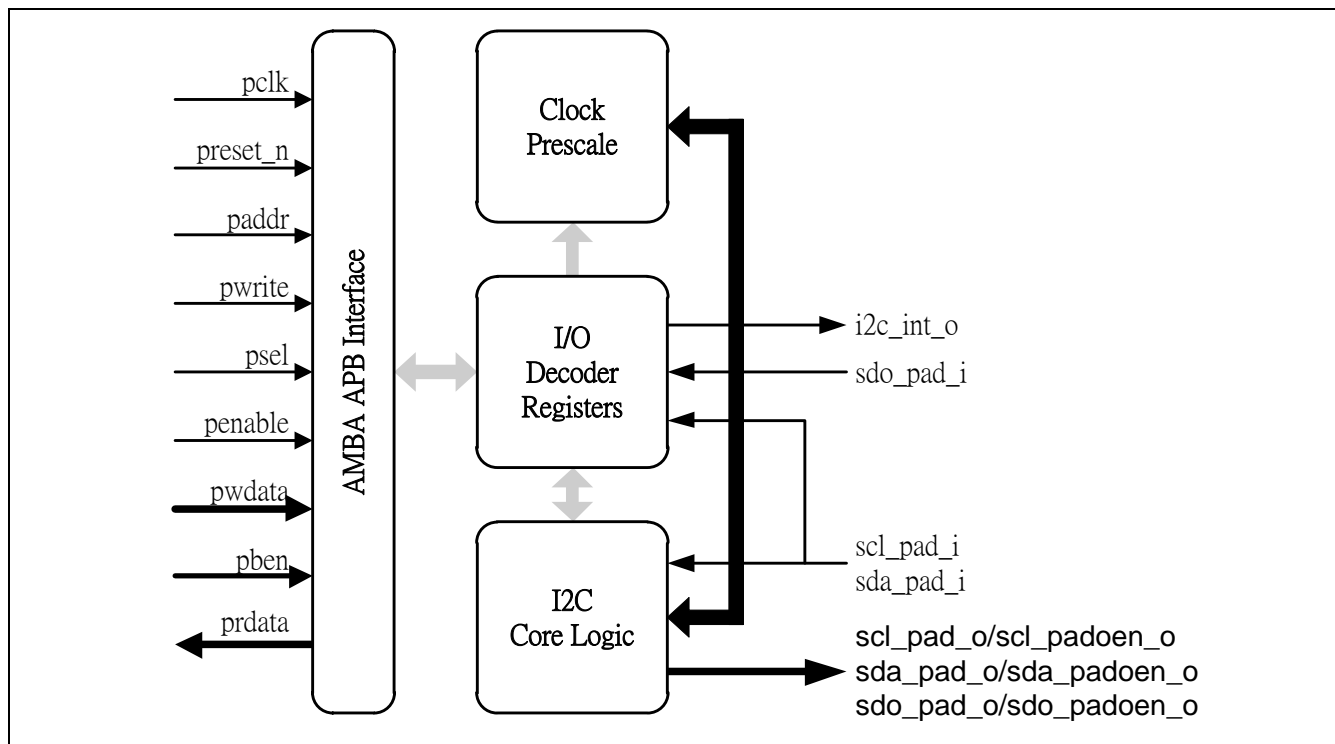 pclk
preset_n
paddr
pwrite
psel
penable
pwdata
pben
prdata
AMBA APB Interface
Clock
Prescale
I/O
Decoder
Registers
I2C
Core Logic
i2c_int_o
sdo_pad_i
scl_pad_i
sda_pad_i
scl_pad_o/scl_padoen_o
sda_pad_o/sda_padoen_o
sdo_pad_o/sdo_padoen_o